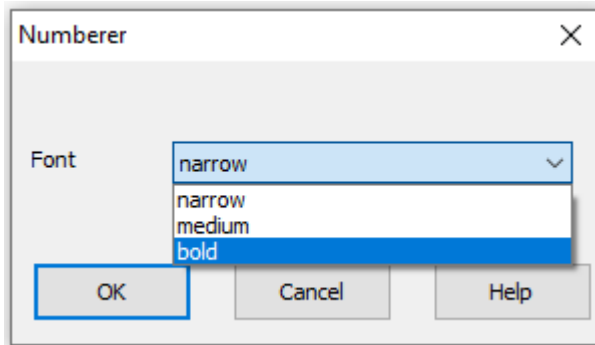 Numberer
Font narrow
narrow
medium
bold
OK Cancel Help